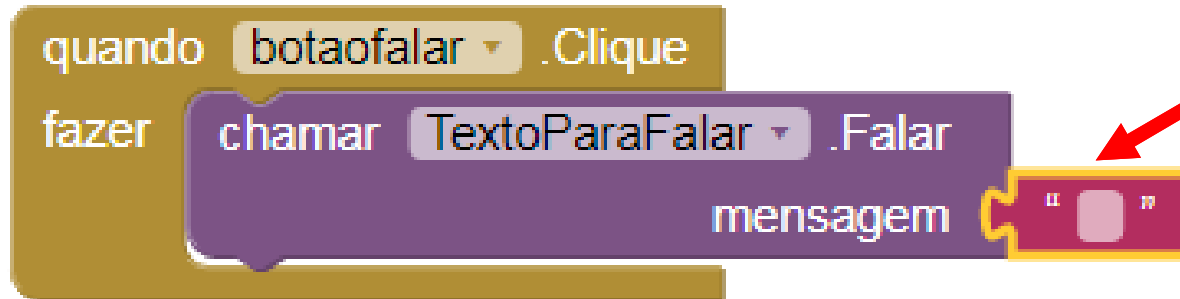 quando botaofalar .Clique
fazer chamar TextoParaFalar .Falar
mensagem “ ”